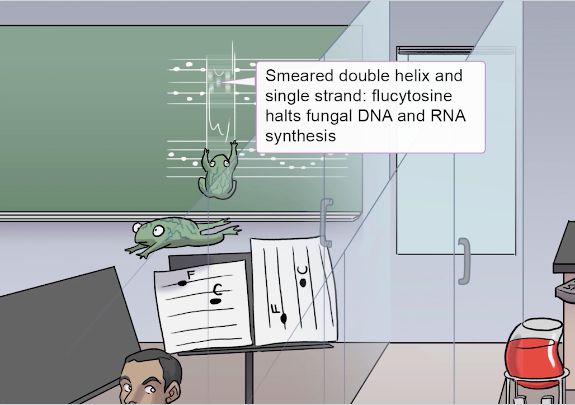 Smeared double helix and
single strand: flucytosine
halts fungal DNA and RNA
synthesis
F
C
C
F